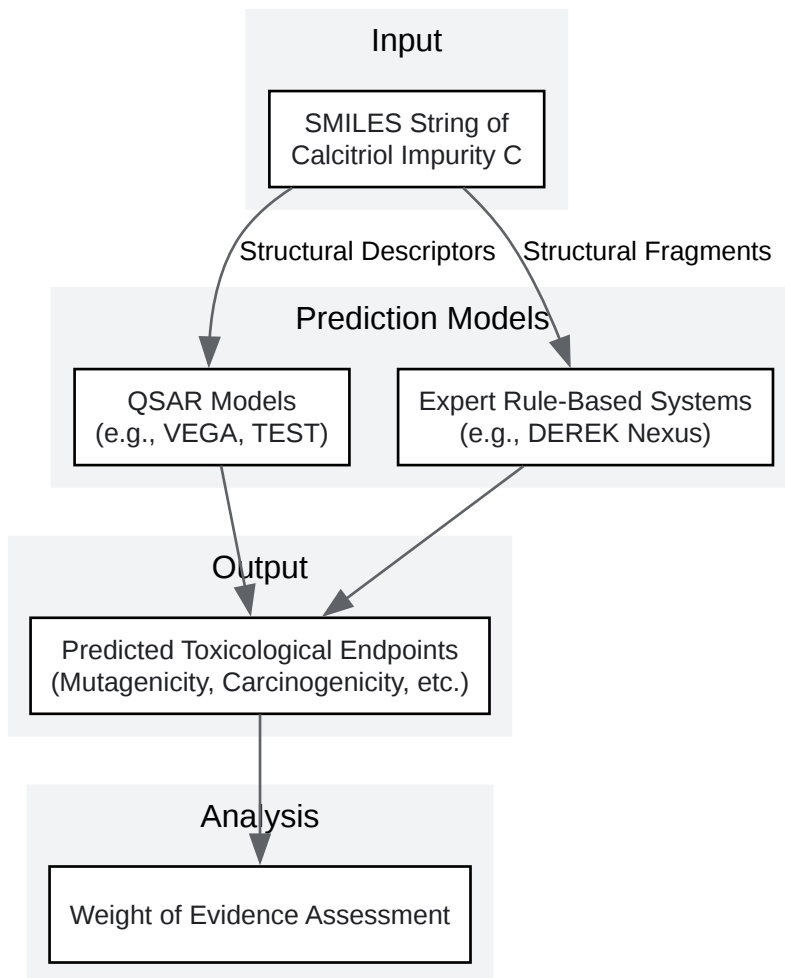 Input
SMILES String of
Calcitriol Impurity C
Structural Descriptors
Structural Fragments
Prediction Models
QSAR Models
(e.g., VEGA, TEST)
Expert Rule-Based Systems
(e.g., DEREK Nexus)
Output
Predicted Toxicological Endpoints
(Mutagenicity, Carcinogenicity, etc.)
Analysis
Weight of Evidence Assessment